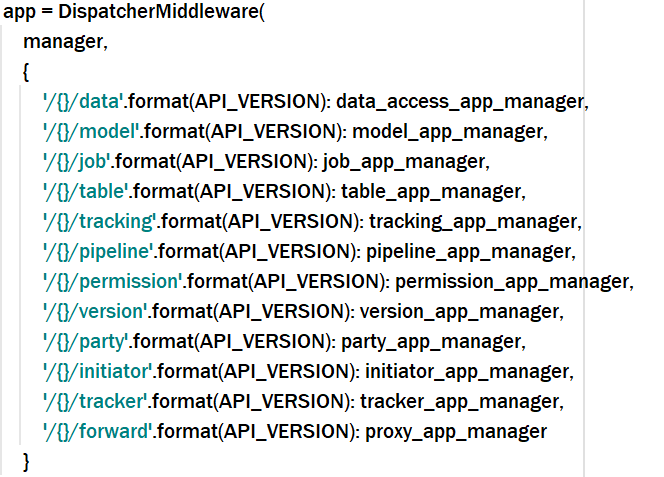 app = DispatcherMiddleware(
manager,
{
'/{}/data'.format(API_VERSION): data_access_app_manager,
'/{}/model'.format(API_VERSION): model_app_manager,
'/{}/job'.format(API_VERSION): job_app_manager,
'/{}/table'.format(API_VERSION): table_app_manager,
'/{}/tracking'.format(API_VERSION): tracking_app_manager,
'/{}/pipeline'.format(API_VERSION): pipeline_app_manager,
'/{}/permission'.format(API_VERSION): permission_app_manager,
'/{}/version'.format(API_VERSION): version_app_manager,
'/{}/party'.format(API_VERSION): party_app_manager,
'/{}/initiator'.format(API_VERSION): initiator_app_manager,
'/{}/tracker'.format(API_VERSION): tracker_app_manager,
'/{}/forward'.format(API_VERSION): proxy_app_manager
}